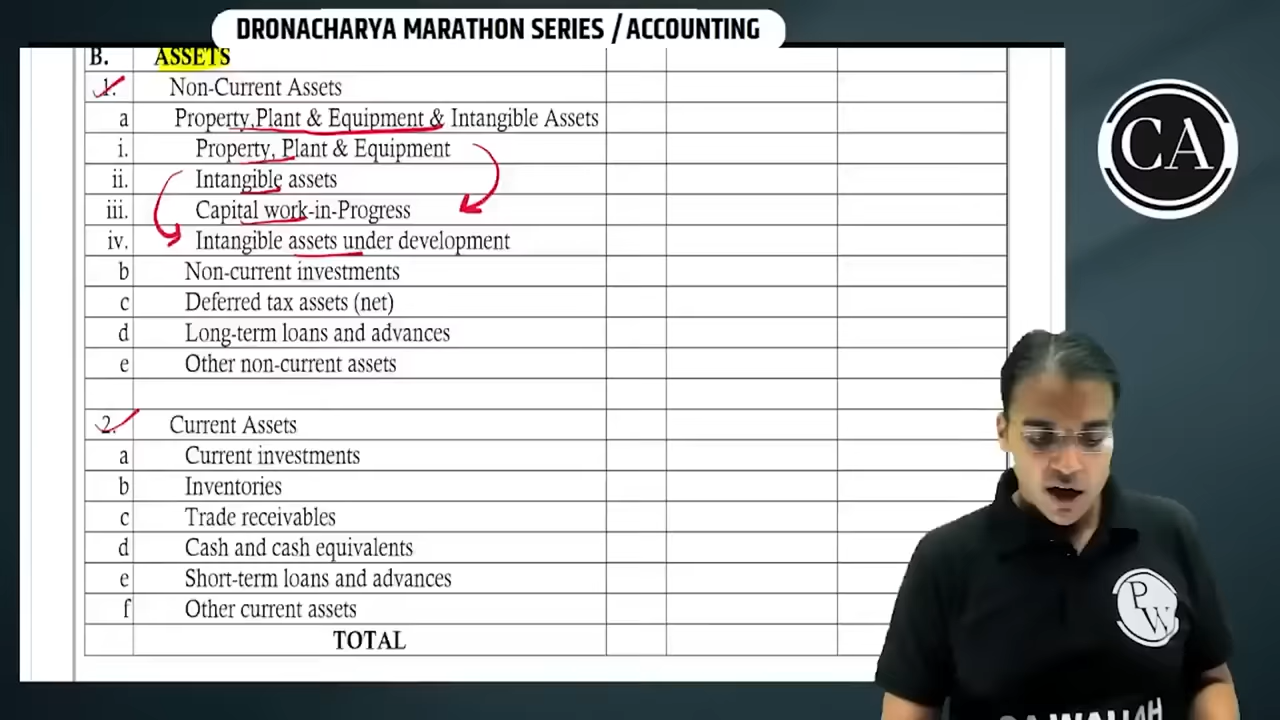 DRONACHARYA MARATHON SERIES / ACCOUNTING
B. ASSETS
1. Non-Current Assets
a Property,Plant & Equipment & Intangible Assets
i. Property, Plant & Equipment
ii. Intangible assets
iii. Capital work-in-Progress
iv. Intangible assets under development
b Non-current investments
c Deferred tax assets (net)
d Long-term loans and advances
e Other non-current assets
2. Current Assets
a Current investments
b Inventories
c Trade receivables
d Cash and cash equivalents
e Short-term loans and advances
f Other current assets
TOTAL
CA
PW
CA WALLAH